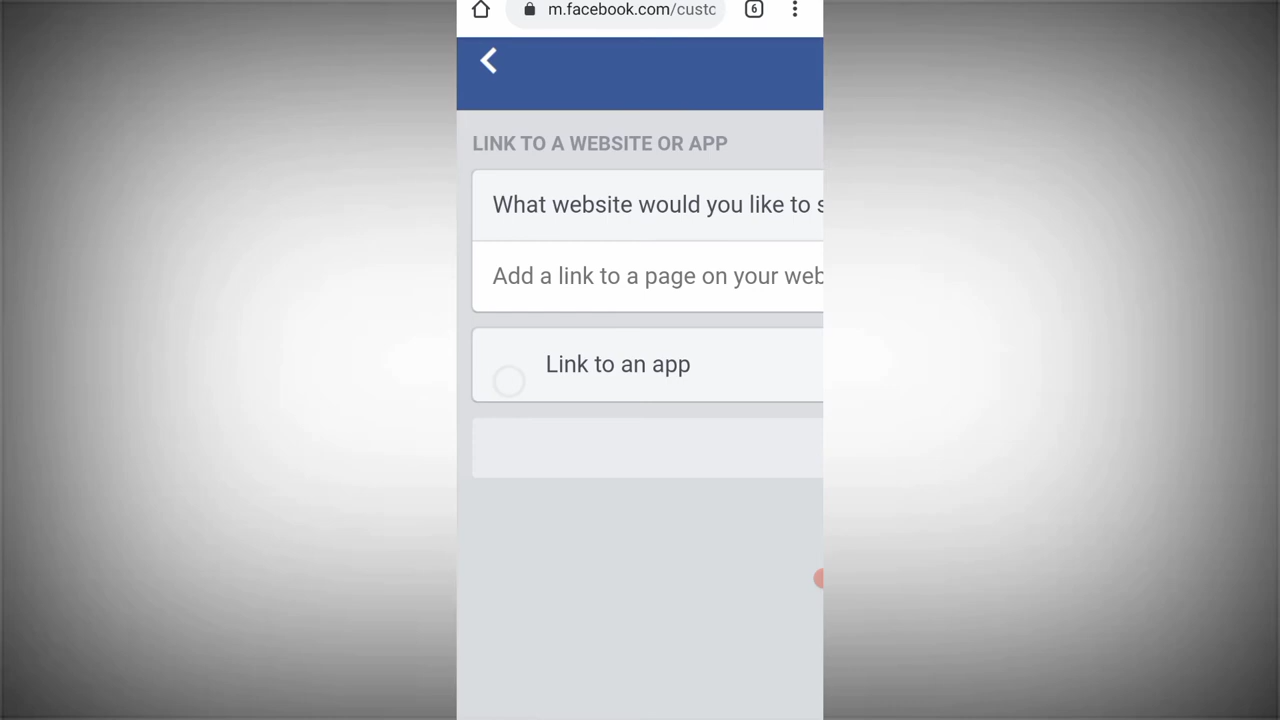 m.facebook.com/custc 6
LINK TO A WEBSITE OR APP
What website would you like to s
Add a link to a page on your web
Link to an app